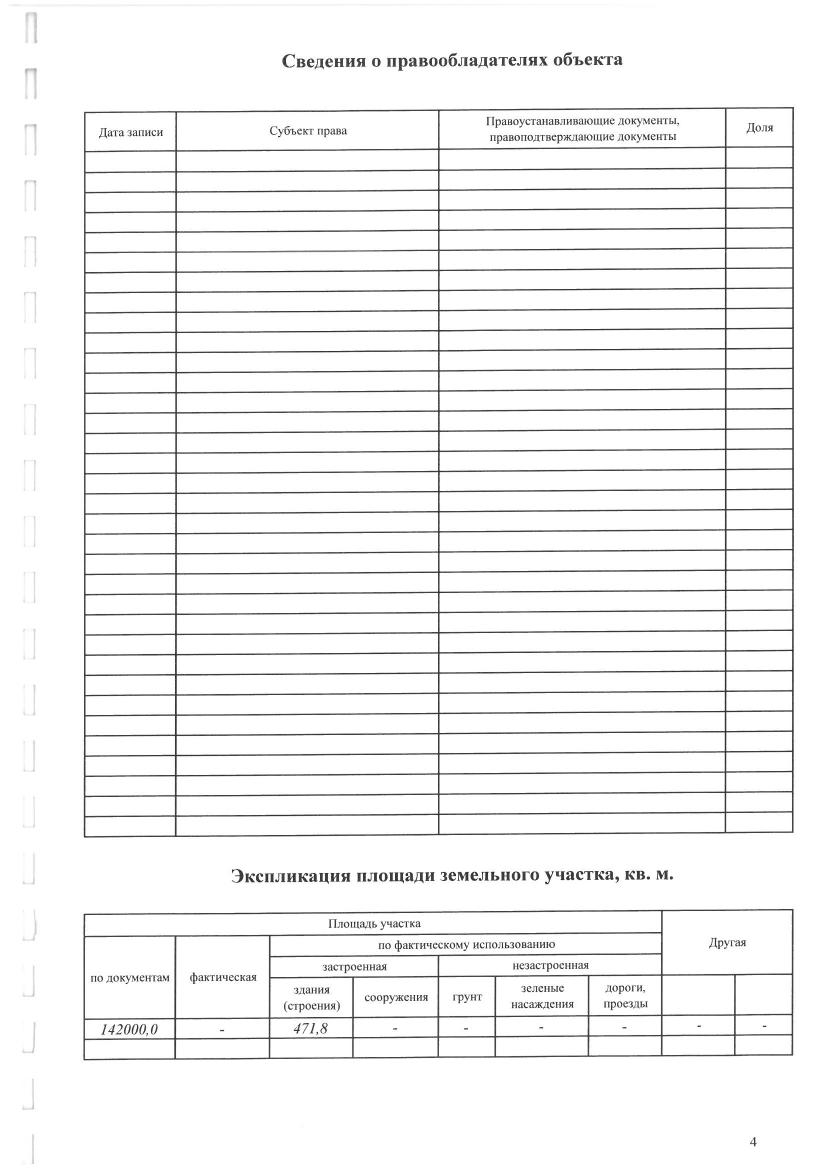 Сведения о правообладателях объекта
Дата записи
Субъект права
Правоустанавливающие документы,
правоподтверждающие документы
Доля
Экспликация площади земельного участка, кв. м.
Площадь участка
Другая
по документам
фактическая
по фактическому использованию
застроенная
незастроенная
здания
(строения)
сооружения
грунт
зеленые
насаждения
дороги,
проезды
142000,0 - 471,8 - - - - - -
4